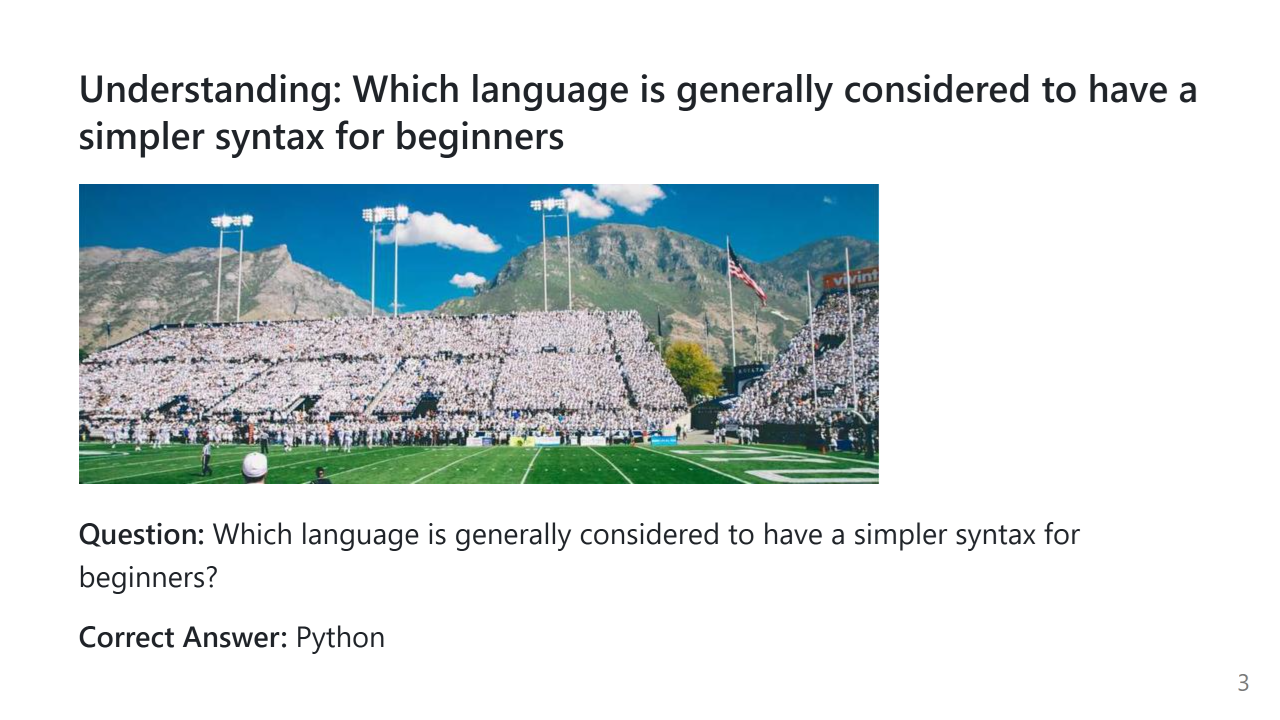 Understanding: Which language is generally considered to have a
simpler syntax for beginners
vivint
Question: Which language is generally considered to have a simpler syntax for
beginners?
Correct Answer: Python
3